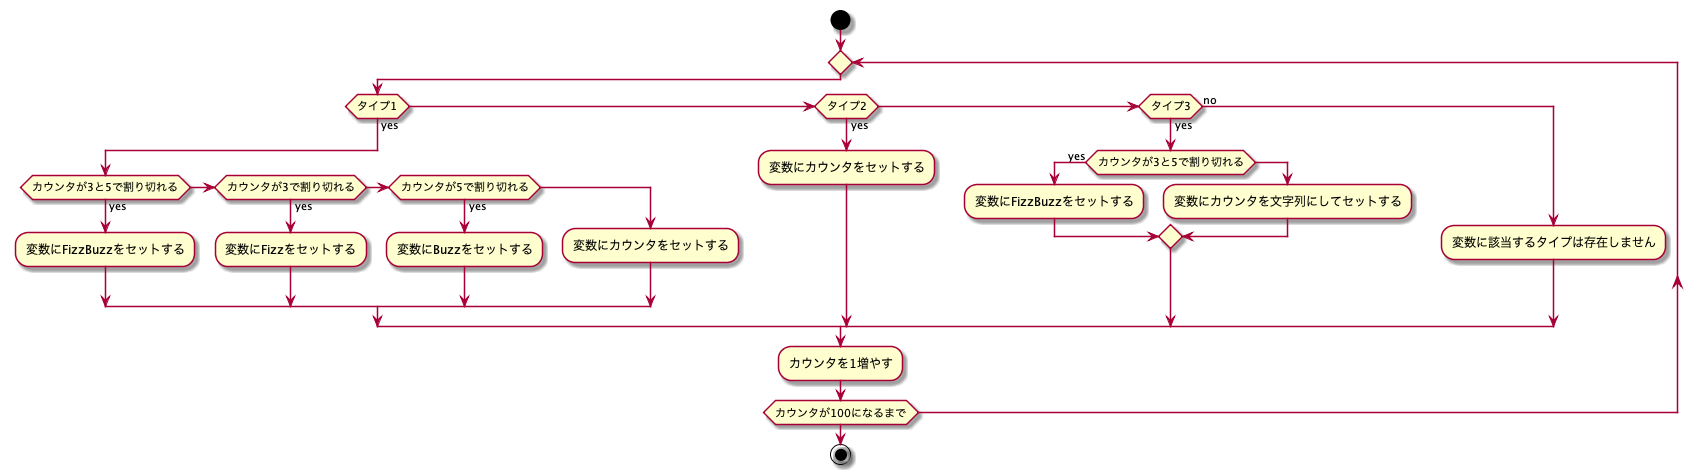 タイプ1
yes
タイプ2
yes
タイプ3
yes
no
カウンタが3と5で割り切れる
yes
カウンタが3で割り切れる
yes
カウンタが5で割り切れる
yes
変数にFizzBuzzをセットする
変数にFizzをセットする
変数にBuzzをセットする
変数にカウンタをセットする
変数にカウンタをセットする
yes
カウンタが3と5で割り切れる
変数にFizzBuzzをセットする
変数にカウンタを文字列にしてセットする
変数に該当するタイプは存在しません
カウンタを1増やす
カウンタが100になるまで